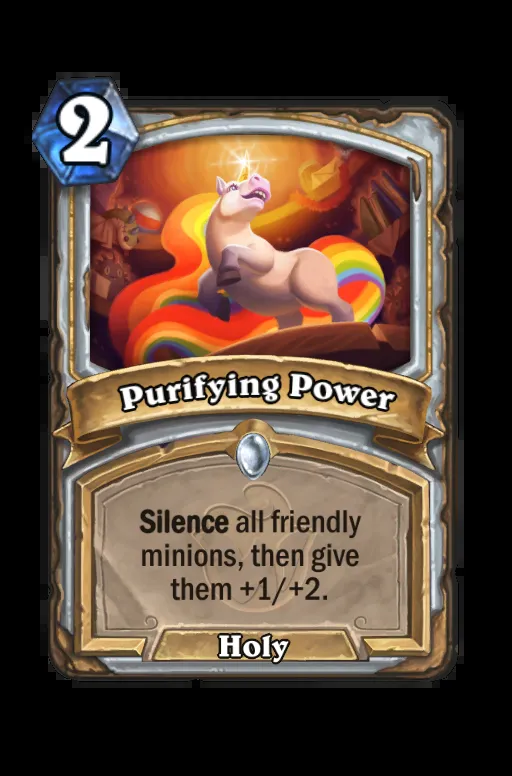 2
Purifying Power
Silence all friendly
minions, then give
them +1/+2.
Holy